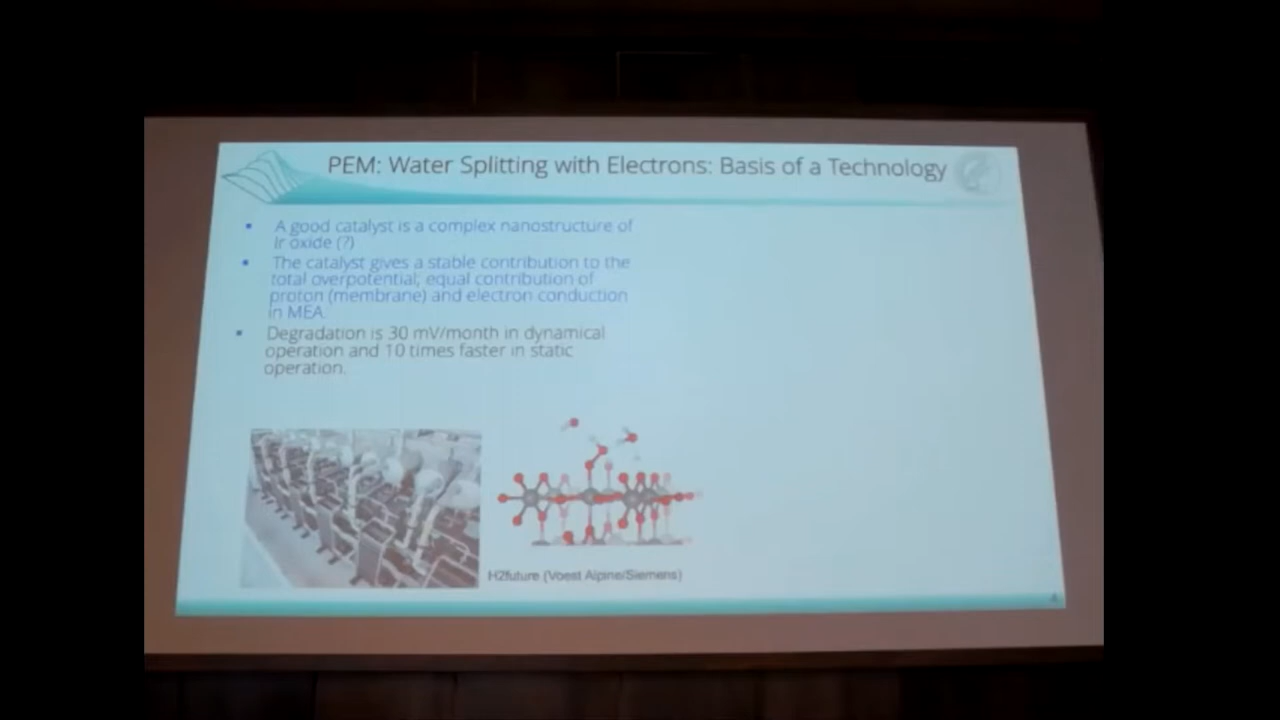 PEM: Water Splitting with Electrons: Basis of a Technology
▪ A good catalyst is a complex nanostructure of
Ir oxide (?)
▪ The catalyst gives a stable contribution to the
total overpotential; equal contribution of
proton (membrane) and electron conduction
in MEA.
▪ Degradation is 30 mV/month in dynamical
operation and 10 times faster in static
operation.
H2future (Voest Alpine/Siemens)
4